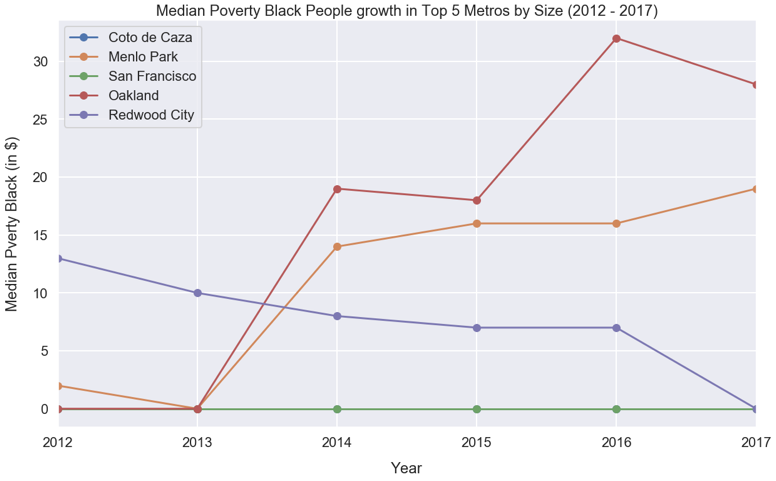 Median Poverty Black People growth in Top 5 Metros by Size (2012 - 2017)
Coto de Caza
Menlo Park
San Francisco
Oakland
Redwood City
Median Pverty Black (in $)
30
25
20
15
10
5
0
2012 2013 2014 2015 2016 2017
Year